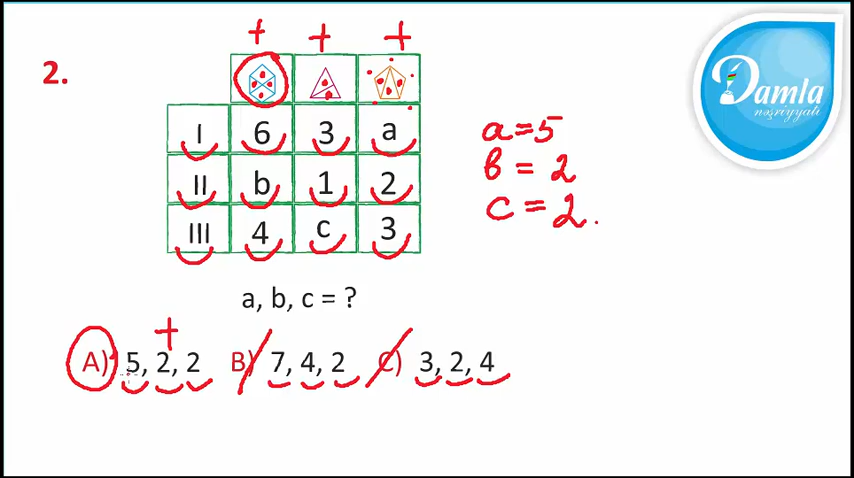 + + +
2.
Damla
nəşriyyatı
I 6 3 a
II b 1 2
III 4 c 3
a=5
b = 2
c = 2.
a, b, c = ?
+
A) 5, 2, 2 B) 7, 4, 2 C) 3, 2, 4